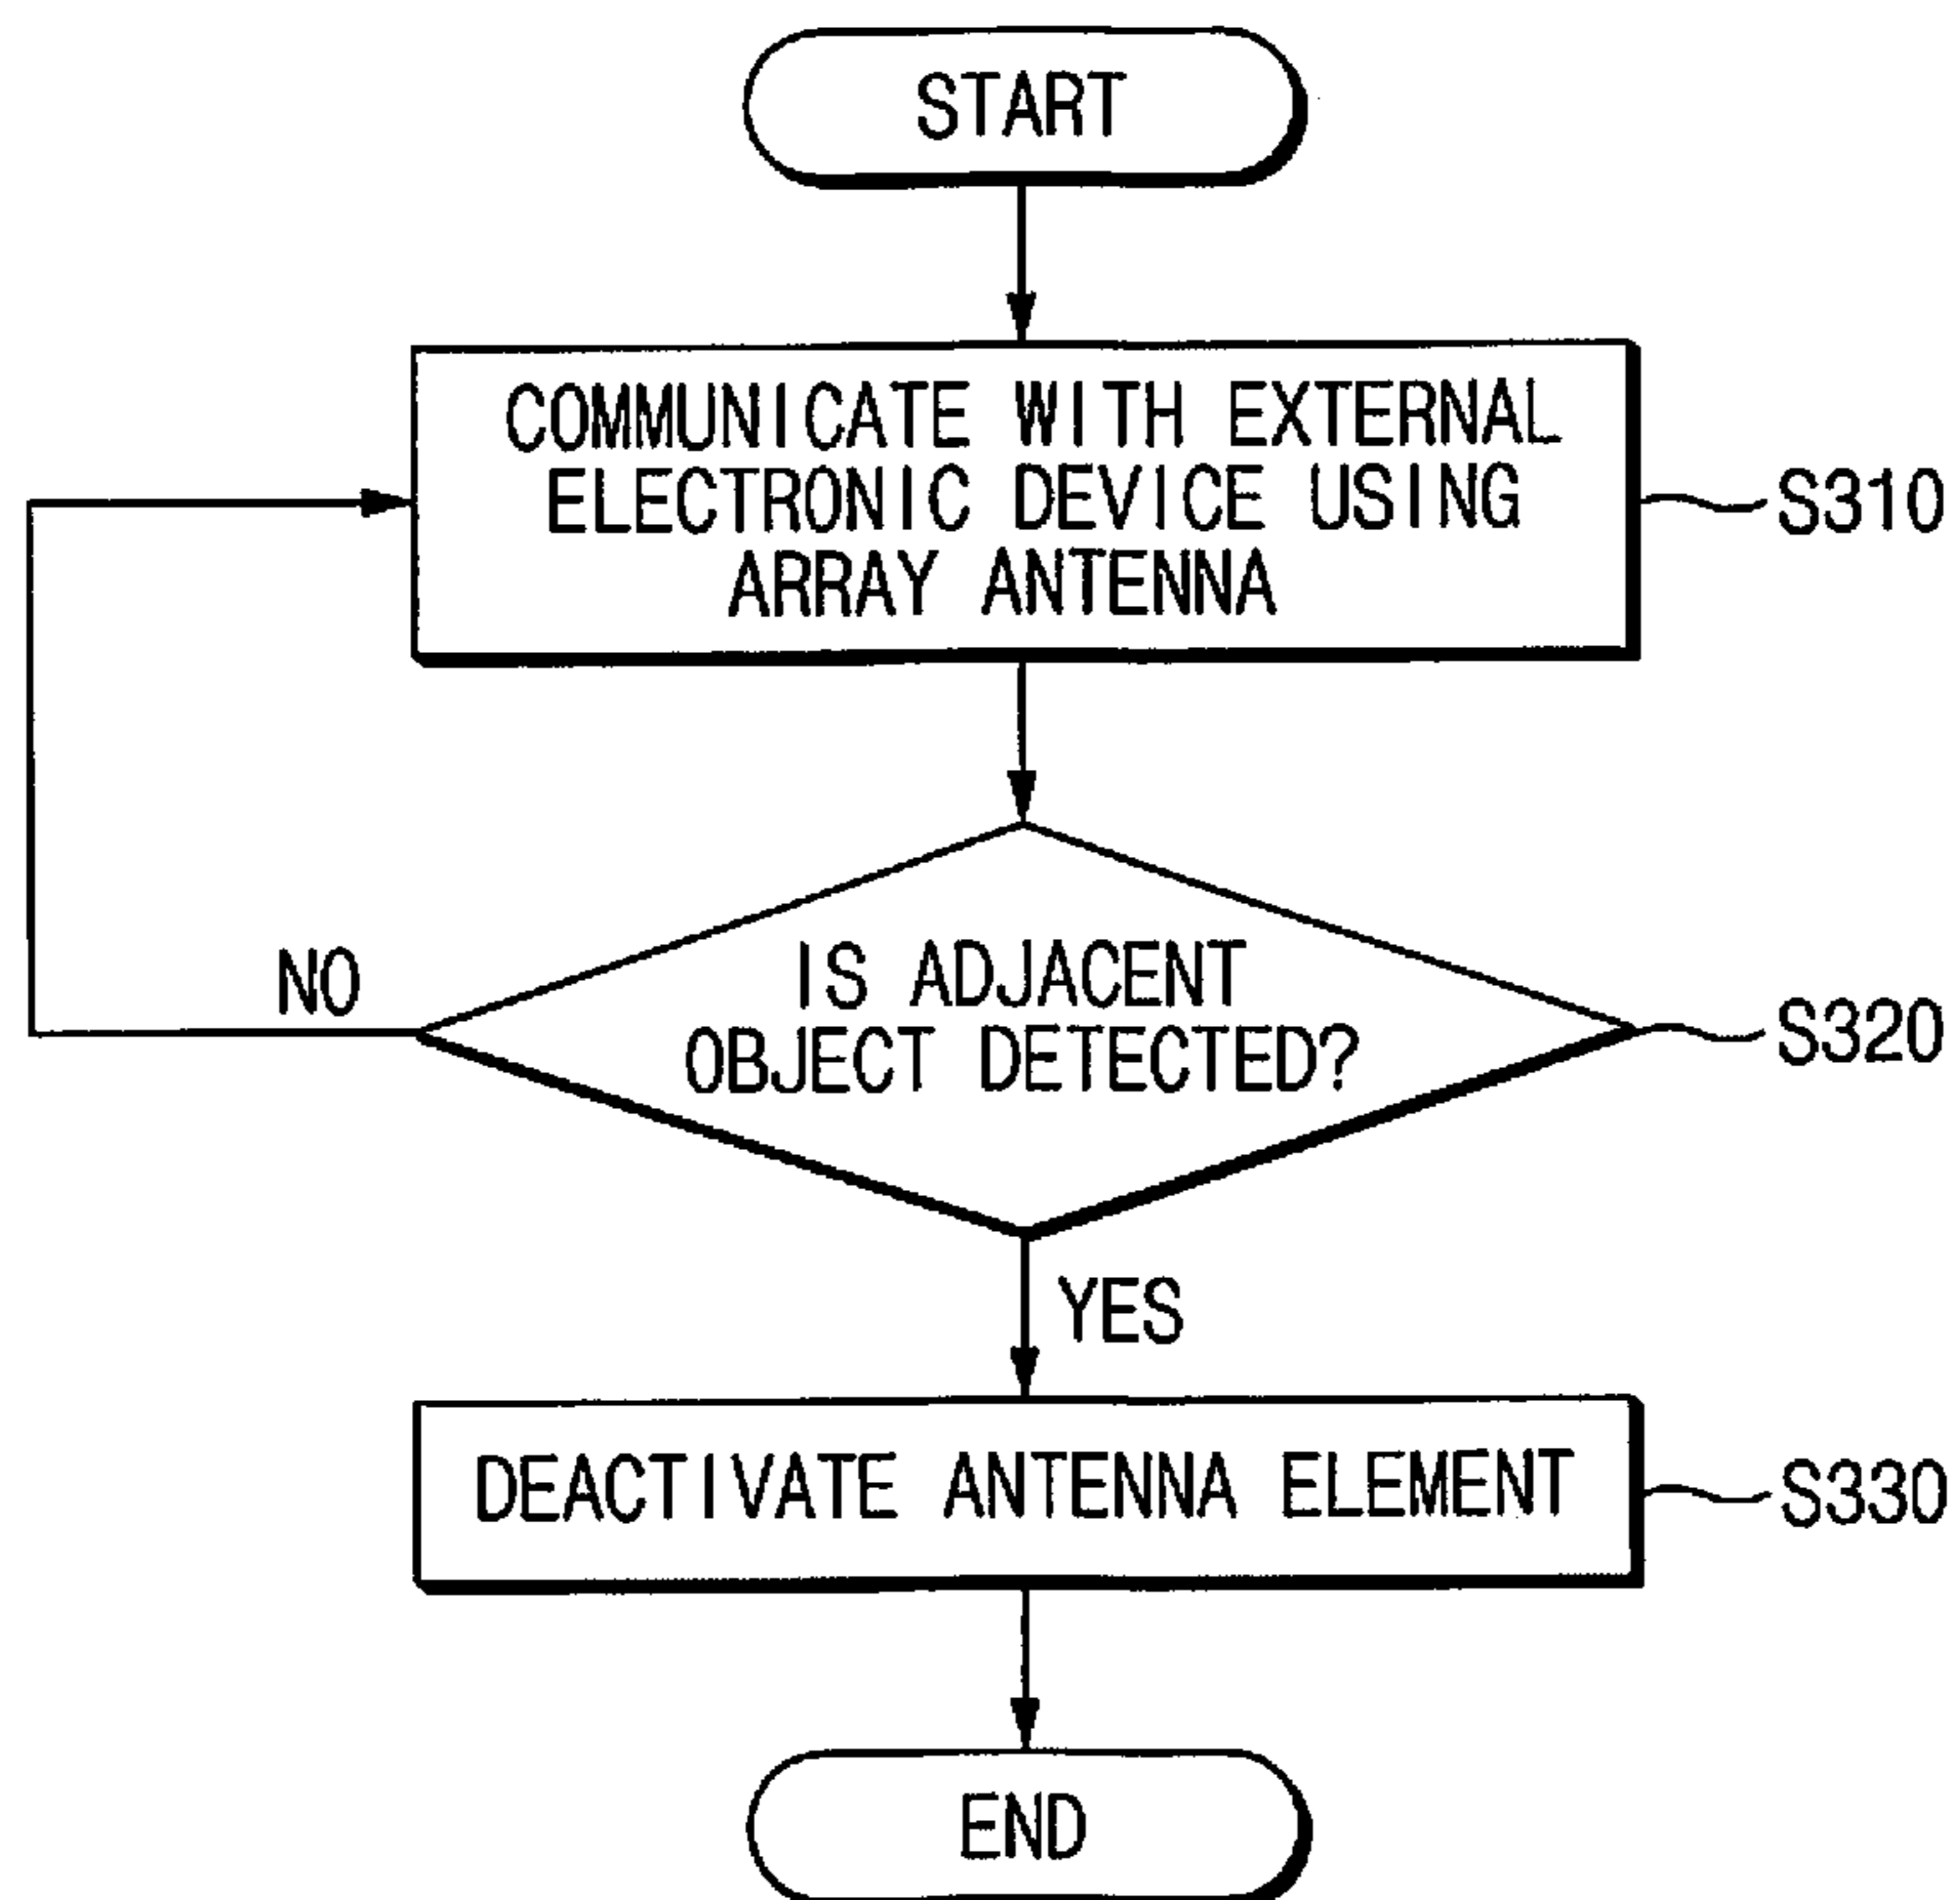 START
COMMUNICATE WITH EXTERNAL
ELECTRONIC DEVICE USING
ARRAY ANTENNA
S310
NO
IS ADJACENT
OBJECT DETECTED?
S320
YES
DEACTIVATE ANTENNA ELEMENT
S330
END